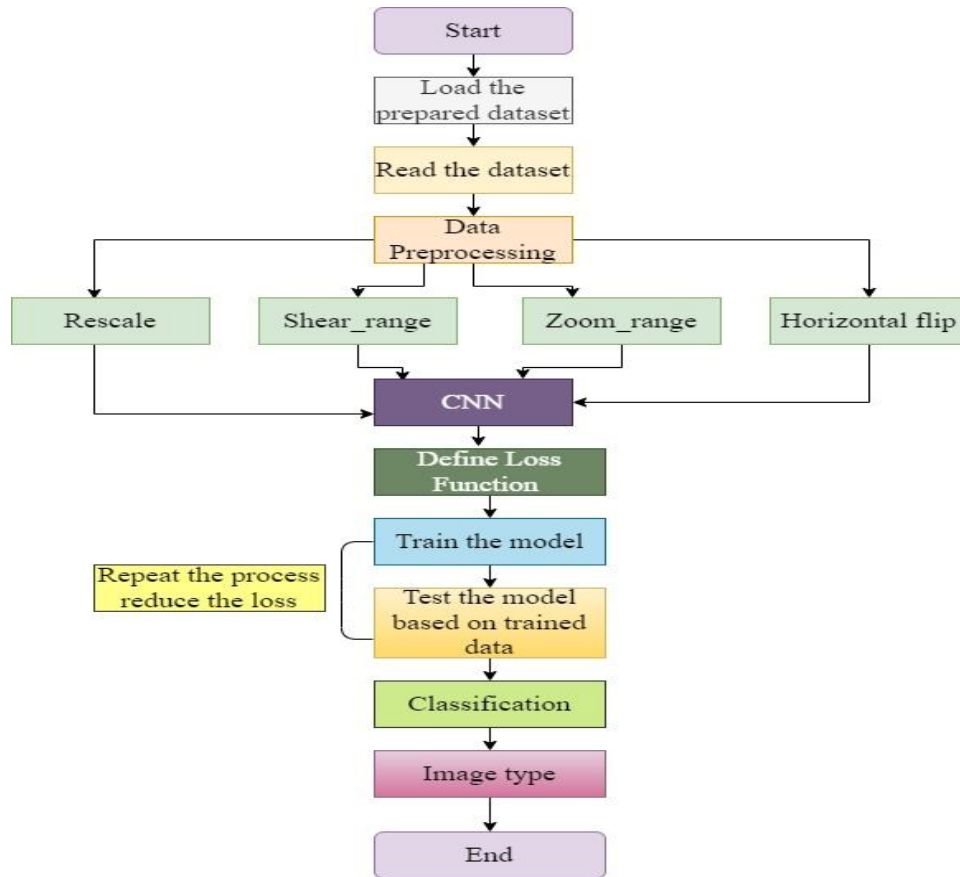 Start
Load the
prepared dataset
Read the dataset
Data
Preprocessing
Rescale
Shear_range
Zoom_range
Horizontal flip
CNN
Define Loss
Function
Train the model
Repeat the process
reduce the loss
Test the model
based on trained
data
Classification
Image type
End